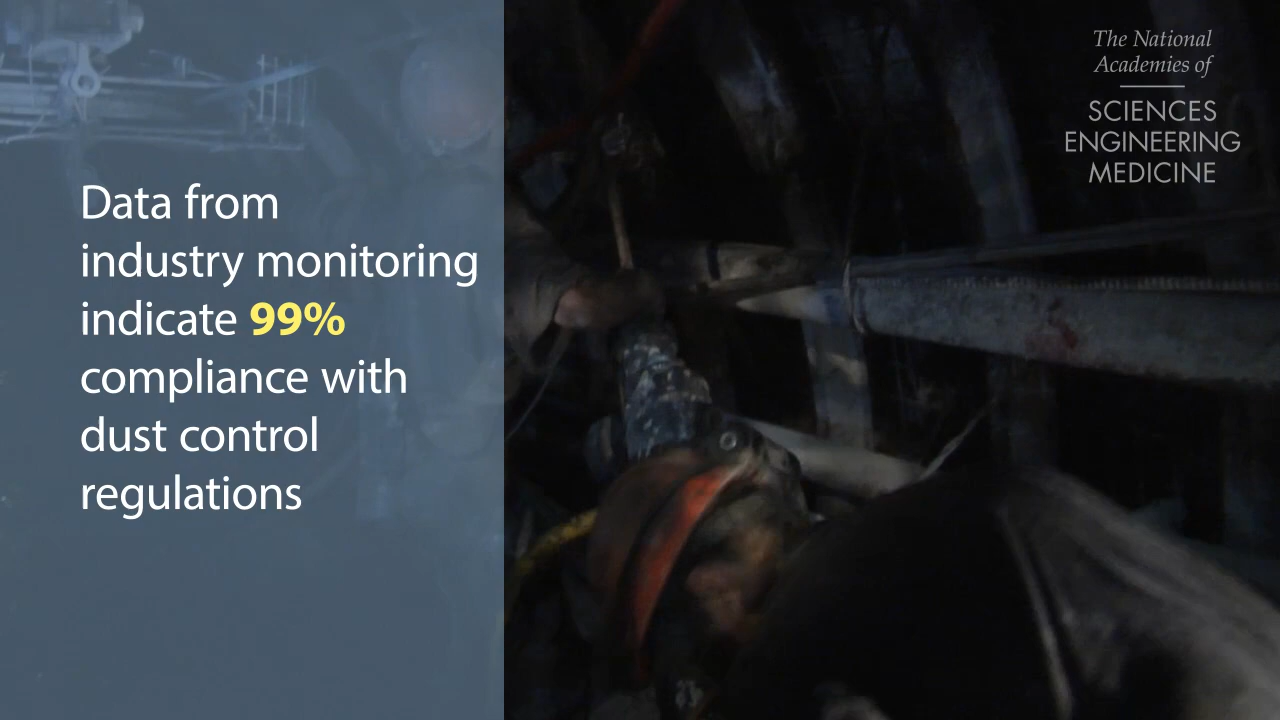 Data from
industry monitoring
indicate 99%
compliance with
dust control
regulations
The National
Academies of
SCIENCES
ENGINEERING
MEDICINE